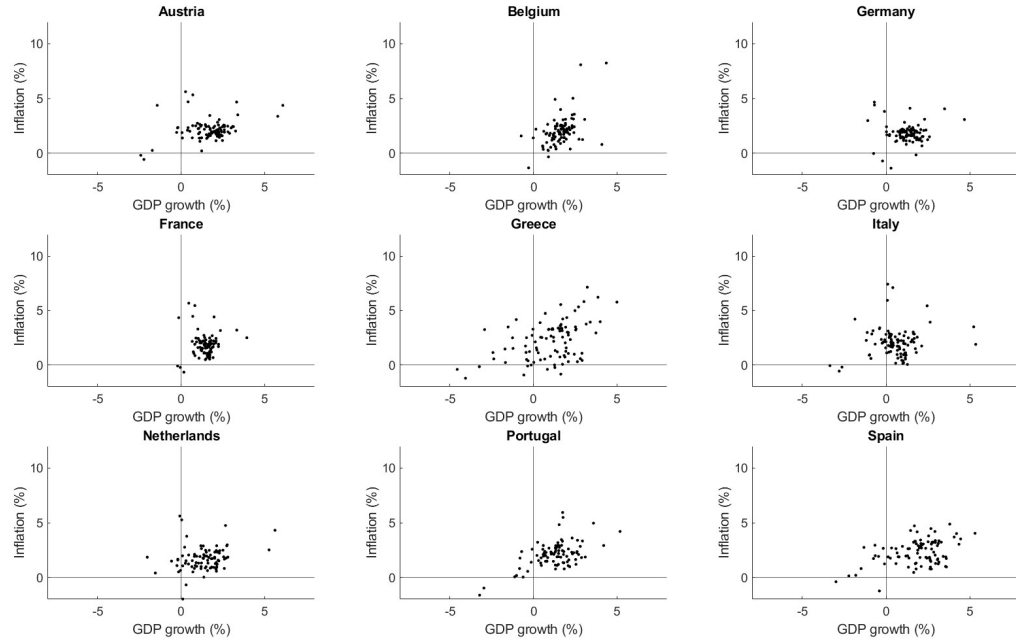 Austria
10
5
0
-5
0
5
Inflation (%)
GDP growth (%)
Belgium
10
5
0
-5
0
5
Inflation (%)
GDP growth (%)
Germany
10
5
0
-5
0
5
Inflation (%)
GDP growth (%)
France
10
5
0
-5
0
5
Inflation (%)
GDP growth (%)
Greece
10
5
0
-5
0
5
Inflation (%)
GDP growth (%)
Italy
10
5
0
-5
0
5
Inflation (%)
GDP growth (%)
Netherlands
10
5
0
-5
0
5
Inflation (%)
GDP growth (%)
Portugal
10
5
0
-5
0
5
Inflation (%)
GDP growth (%)
Spain
10
5
0
-5
0
5
Inflation (%)
GDP growth (%)